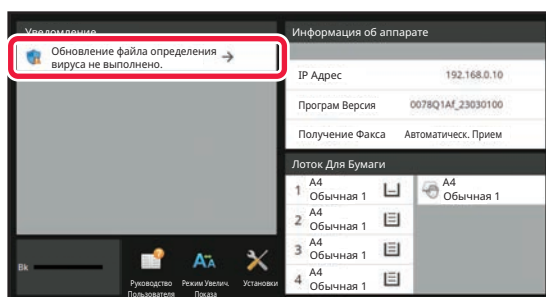 Уведомление
Обновление файла определения
вируса не выполнено.
Информация об аппарате
IP Адрес 192.168.0.10
Програм Версия 0078Q1Af_23030100
Получение Факса Автоматическ. Прием
Лоток Для Бумаги
1 A4
Обычная 1
A4
Обычная 1
2 A4
Обычная 1
3 A4
Обычная 1
4 A4
Обычная 1
Bk
Руководство
Пользователя
Режим Увелич.
Показа
Установки